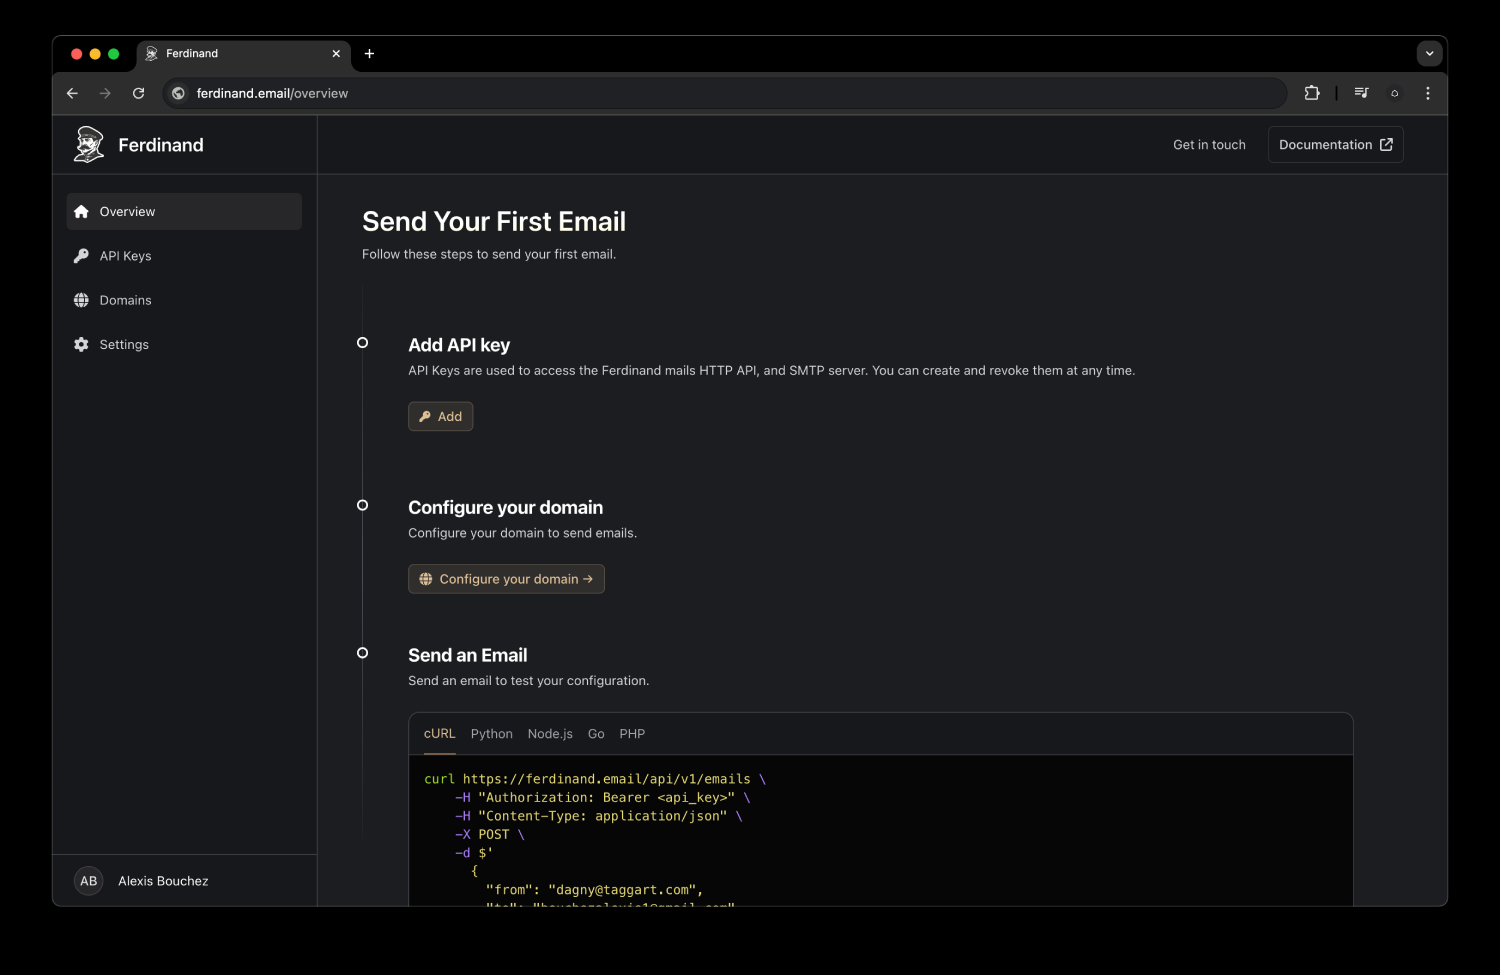 Ferdinand
ferdinand.email/overview
Ferdinand
Get in touch
Documentation
Overview
API Keys
Domains
Settings
Send Your First Email
Follow these steps to send your first email.
Add API key
API Keys are used to access the Ferdinand mails HTTP API, and SMTP server. You can create and revoke them at any time.
Add
Configure your domain
Configure your domain to send emails.
Configure your domain →
Send an Email
Send an email to test your configuration.
cURL Python Node.js Go PHP
curl https://ferdinand.email/api/v1/emails \
-H "Authorization: Bearer <api_key>" \
-H "Content-Type: application/json" \
-X POST \
-d $'
{
"from": "dagny@taggart.com",
AB Alexis Bouchez